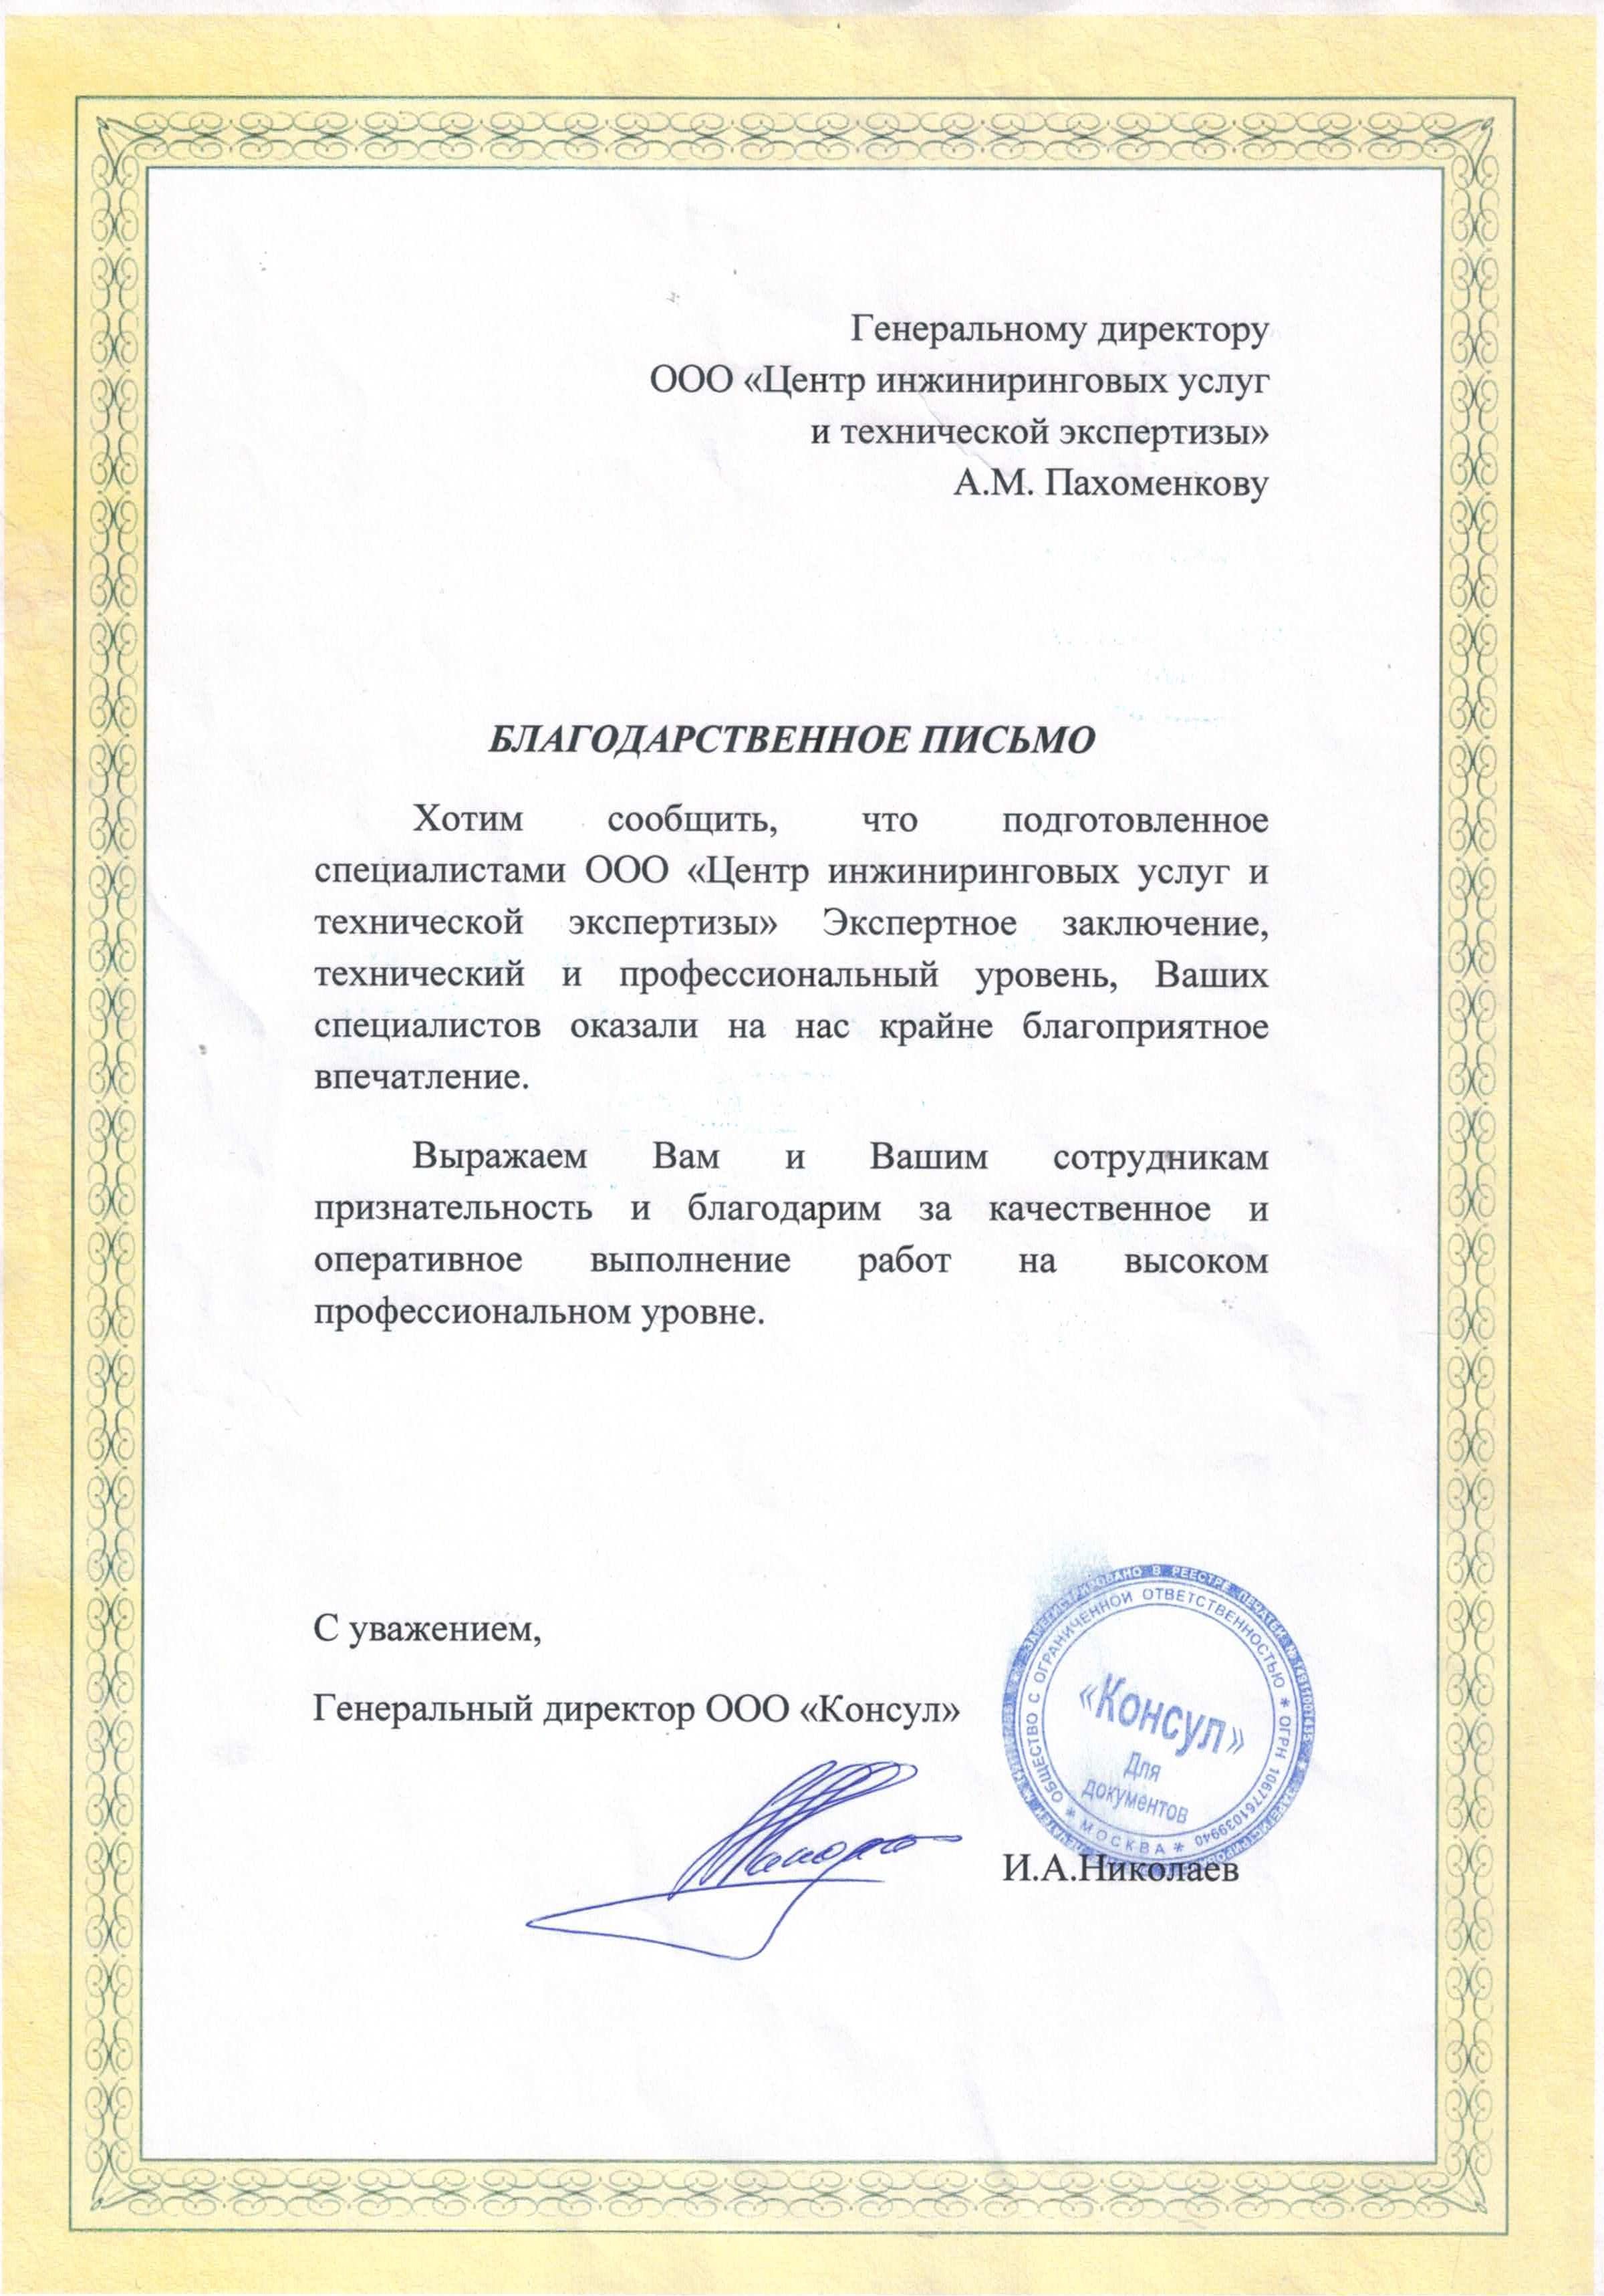 Генеральному директору
ООО «Центр инжиниринговых услуг
и технической экспертизы»
А.М. Пахоменкову
БЛАГОДАРСТВЕННОЕ ПИСЬМО
Хотим сообщить, что подготовленное
специалистами ООО «Центр инжиниринговых услуг и
технической экспертизы» Экспертное заключение,
технический и профессиональный уровень, Ваших
специалистов оказали на нас крайне благоприятное
впечатление.
Выражаем Вам и Вашим сотрудникам
признательность и благодарим за качественное и
оперативное выполнение работ на высоком
профессиональном уровне.
С уважением,
Генеральный директор ООО «Консул»
И.А.Николаев
ЗАРЕГИСТРИРОВАНО В РЕЕСТРЕ ПЕЧАТЕЙ
ОБЩЕСТВО С ОГРАНИЧЕННОЙ ОТВЕТСТВЕННОСТЬЮ * ОГРН 1067761039940
* МОСКВА *
«Консул»
Для
документов